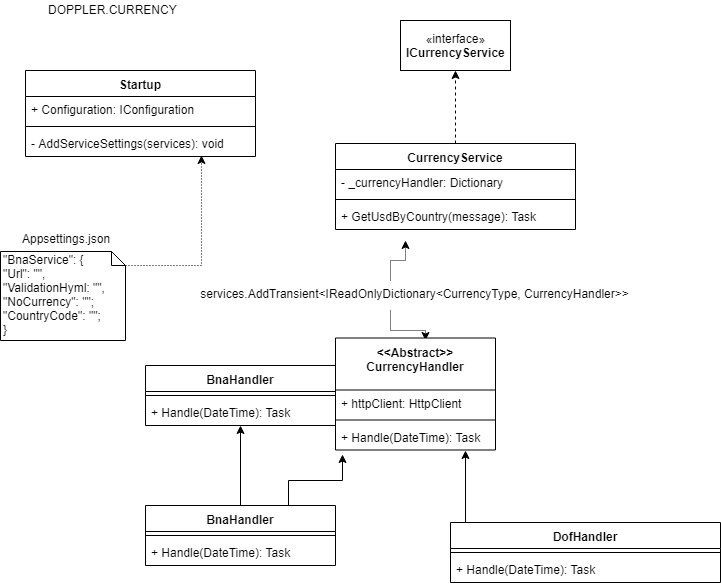 DOPPLER.CURRENCY
«interface»
ICurrencyService
Startup
+ Configuration: IConfiguration
- AddServiceSettings(services): void
CurrencyService
- _currencyHandler: Dictionary
+ GetUsdByCountry(message): Task
Appsettings.json
"BnaService": {
"Url": "",
"ValidationHyml: "",
"NoCurrency": "";
"CountryCode": "";
}
services.AddTransient<IReadOnlyDictionary<CurrencyType, CurrencyHandler>>
<<Abstract>>
CurrencyHandler
+ httpClient: HttpClient
+ Handle(DateTime): Task
BnaHandler
+ Handle(DateTime): Task
BnaHandler
+ Handle(DateTime): Task
DofHandler
+ Handle(DateTime): Task